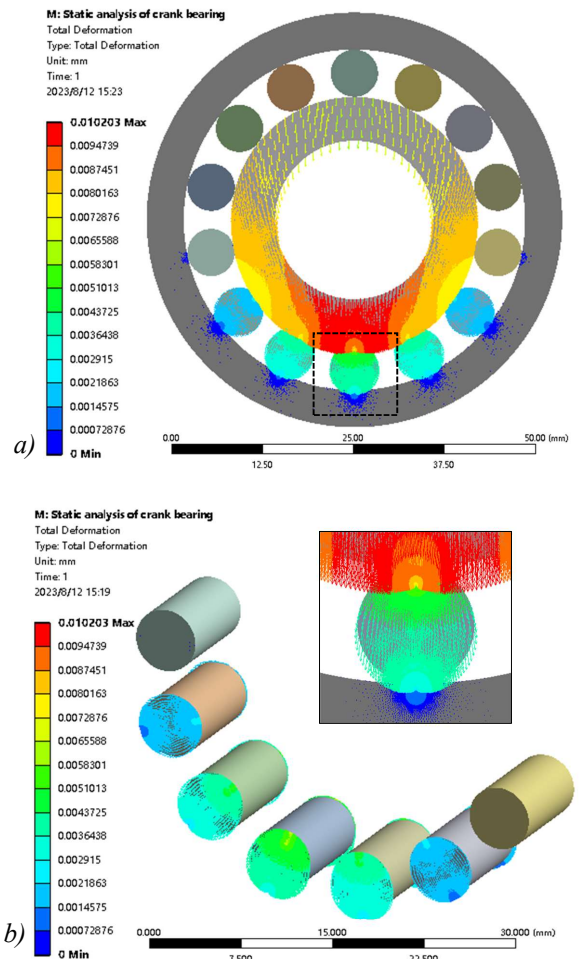 M: Static analysis of crank bearing
Total Deformation
Type: Total Deformation
Unit: mm
Time: 1
2023/8/12 15:23
0.010203 Max
0.0094739
0.0087451
0.0080163
0.0072876
0.0065588
0.0058301
0.0051013
0.0043725
0.0036438
0.002915
0.0021863
0.0014575
0.00072876
0 Min
a)
0.00 25.00 50.00 (mm)
12.50 37.50
M: Static analysis of crank bearing
Total Deformation
Type: Total Deformation
Unit: mm
Time: 1
2023/8/12 15:19
0.010203 Max
0.0094739
0.0087451
0.0080163
0.0072876
0.0065588
0.0058301
0.0051013
0.0043725
0.0036438
0.002915
0.0021863
0.0014575
0.00072876
0 Min
b)
0.000 15.000 30.000 (mm)
7.500 22.500